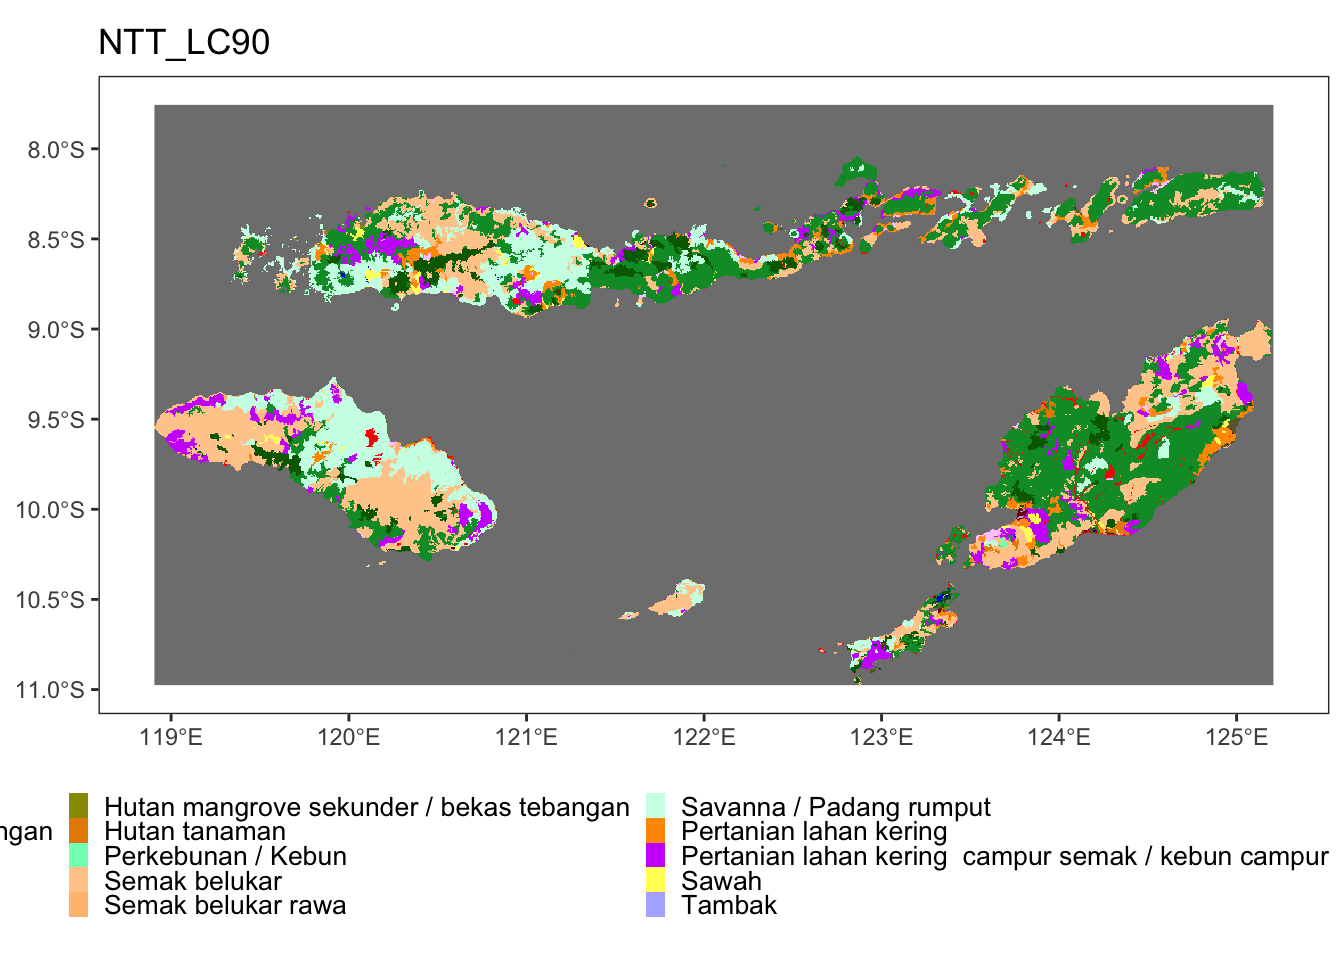 NTT_LC90
8.0°S
8.5°S
9.0°S
9.5°S
10.0°S
10.5°S
11.0°S
119°E 120°E 121°E 122°E 123°E 124°E 125°E
Hutan mangrove sekunder / bekas tebangan Savanna / Padang rumput
ngan Hutan tanaman Pertanian lahan kering
Perkebunan / Kebun Pertanian lahan kering  campur semak / kebun campur
Semak belukar Sawah
Semak belukar rawa Tambak